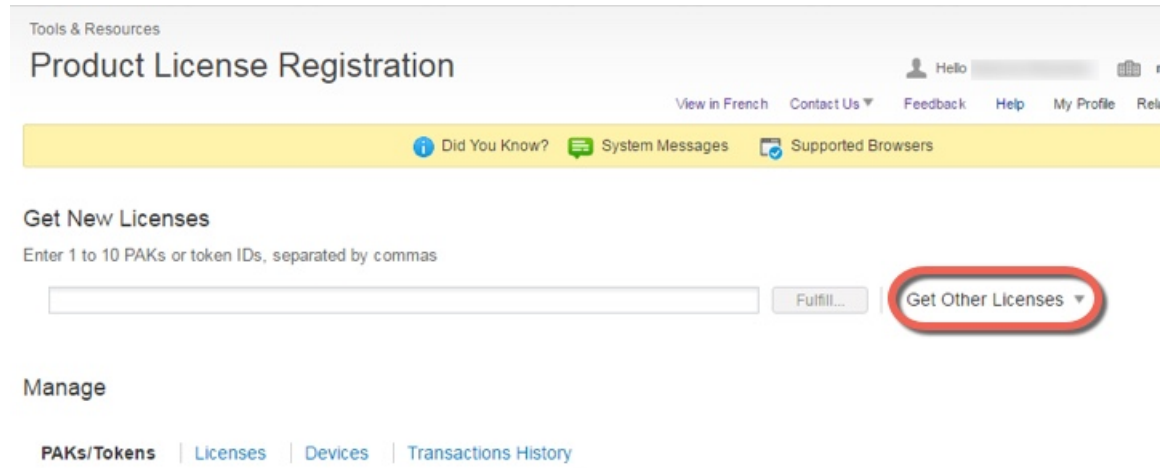 Tools & Resources
Product License Registration
Hello
View in French Contact Us Feedback Help My Profile
Did You Know? System Messages Supported Browsers
Get New Licenses
Enter 1 to 10 PAKs or token IDs, separated by commas
Fulfill... Get Other Licenses
Manage
PAKs/Tokens Licenses Devices Transactions History